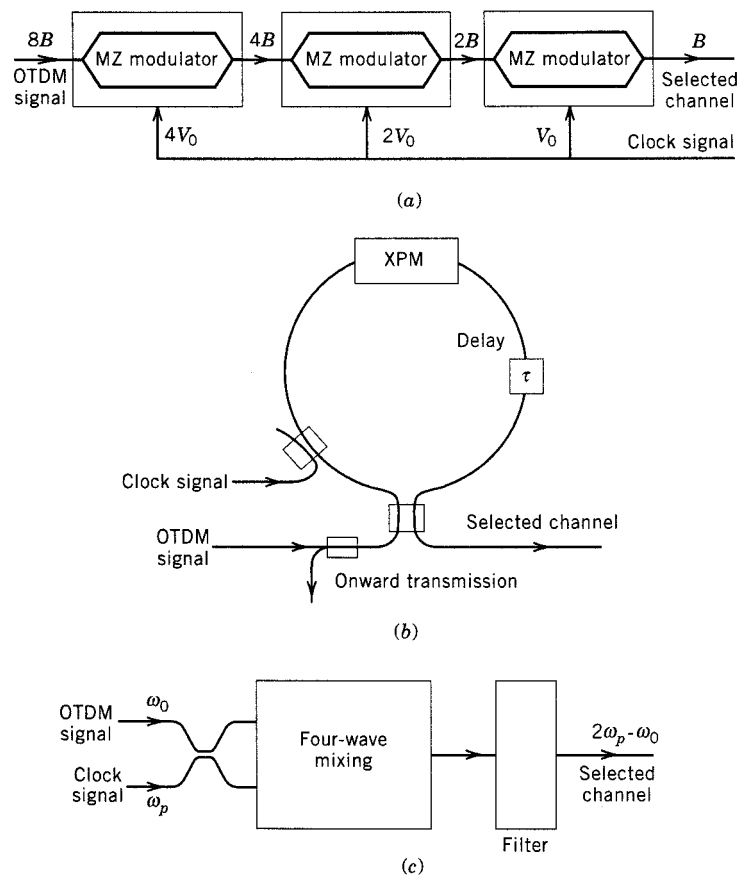 8B
4B
2B
B
MZ modulator
MZ modulator
MZ modulator
OTDM
signal
Selected
channel
4V₀
2V₀
V₀
Clock signal
(a)
XPM
Delay
τ
Clock signal
OTDM
signal
Selected channel
Onward transmission
(b)
OTDM
signal
ω₀
Four-wave
mixing
2ωₚ-ω₀
Selected
channel
Clock
signal
ωₚ
Filter
(c)